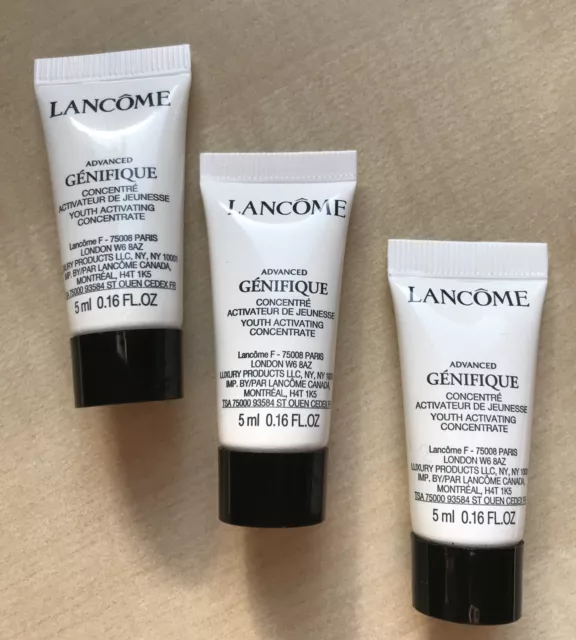 LANCÔME
ADVANCED
GÉNIFIQUE
CONCENTRÉ
ACTIVATEUR DE JEUNESSE
YOUTH ACTIVATING
CONCENTRATE
Lancôme F - 75008 PARIS
LONDON W6 8AZ
LUXURY PRODUCTS LLC, NY, NY 10001
IMP. BY/PAR LANCÔME CANADA,
MONTRÉAL, H4T 1K5
75000 93584 ST OUEN CEDEX FR
5 ml 0.16 FL.OZ
LANCÔME
ADVANCED
GÉNIFIQUE
CONCENTRÉ
ACTIVATEUR DE JEUNESSE
YOUTH ACTIVATING
CONCENTRATE
Lancôme F - 75008 PARIS
LONDON W6 8AZ
LUXURY PRODUCTS LLC, NY, NY
IMP. BY/PAR LANCÔME CANADA,
MONTRÉAL, H4T 1K5
TSA 75000 93584 ST OUEN CEDEX
5 ml 0.16 FL.OZ
LANCÔME
ADVANCED
GÉNIFIQUE
CONCENTRÉ
ACTIVATEUR DE JEUNESSE
YOUTH ACTIVATING
CONCENTRATE
Lancôme F - 75008 PARIS
LONDON W6 8AZ
LUXURY PRODUCTS LLC, NY, NY
IMP. BY/PAR LANCÔME CANADA,
MONTRÉAL, H4T 1K5
TSA 75000 93584 ST OUEN CEDEX
5 ml 0.16 FL.OZ